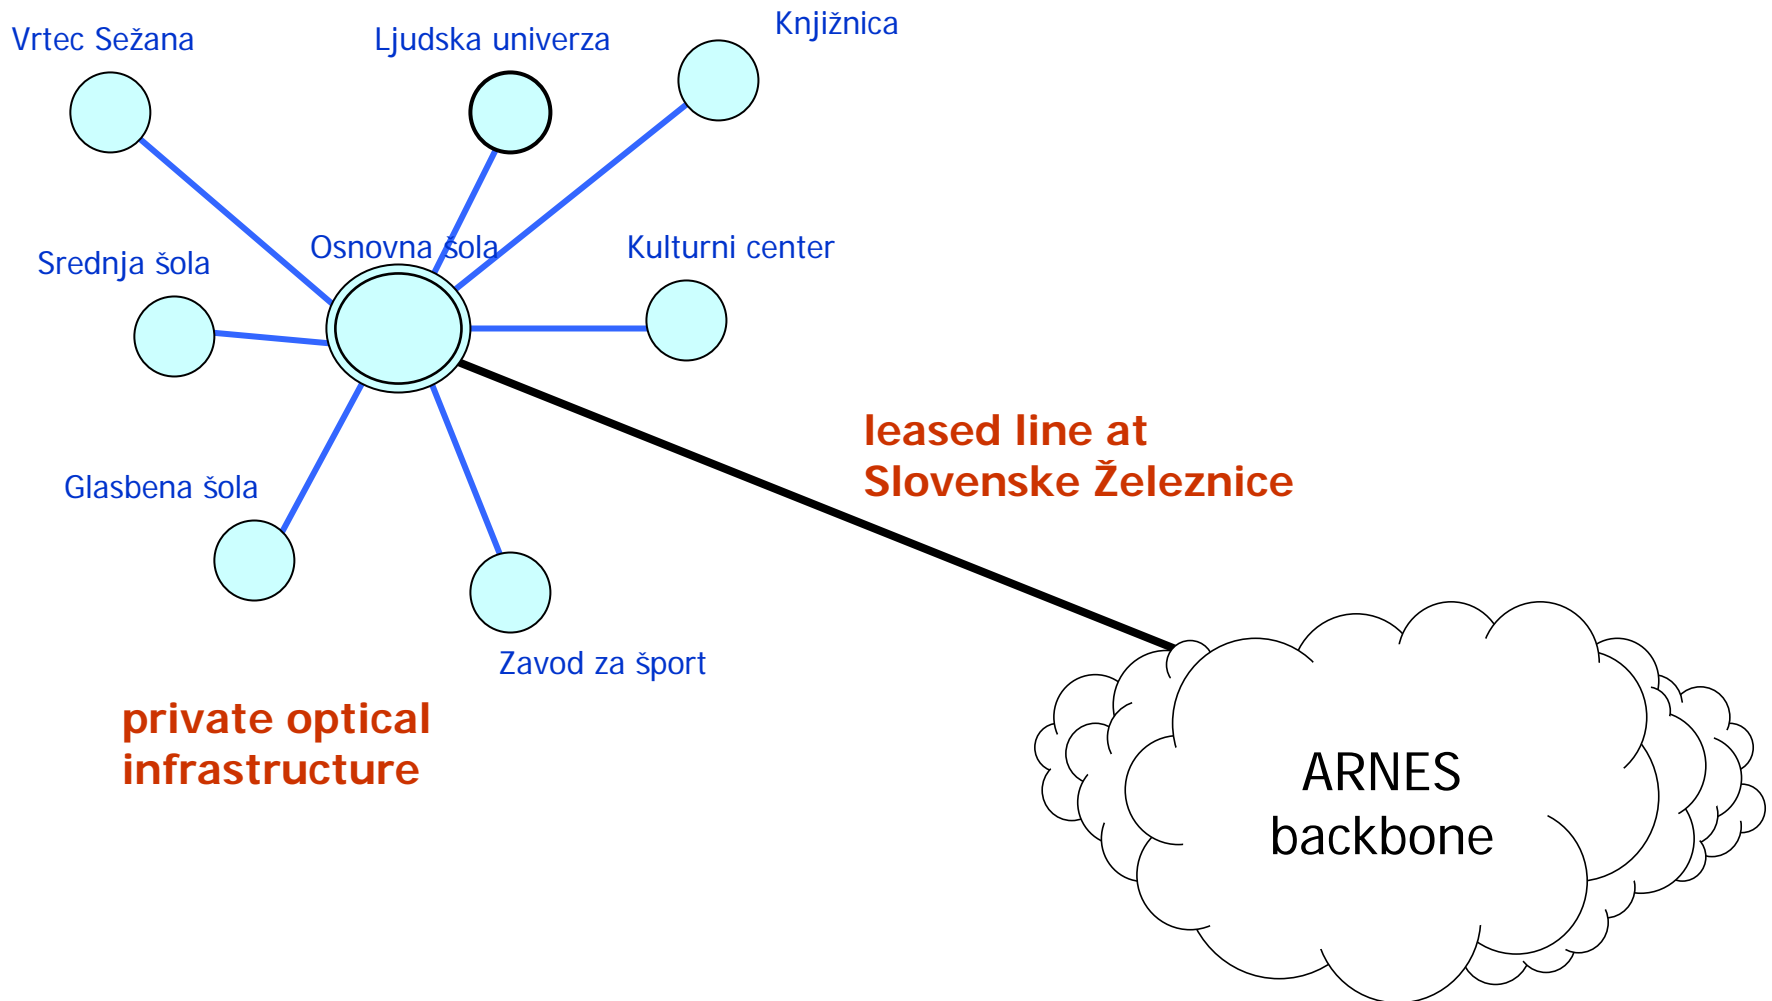 Vrtec Sežana
Ljudska univerza
Knjižnica
Srednja šola
Osnovna šola
Kulturni center
Glasbena šola
Zavod za šport
leased line at
Slovenske Železnice
private optical
infrastructure
ARNES
backbone